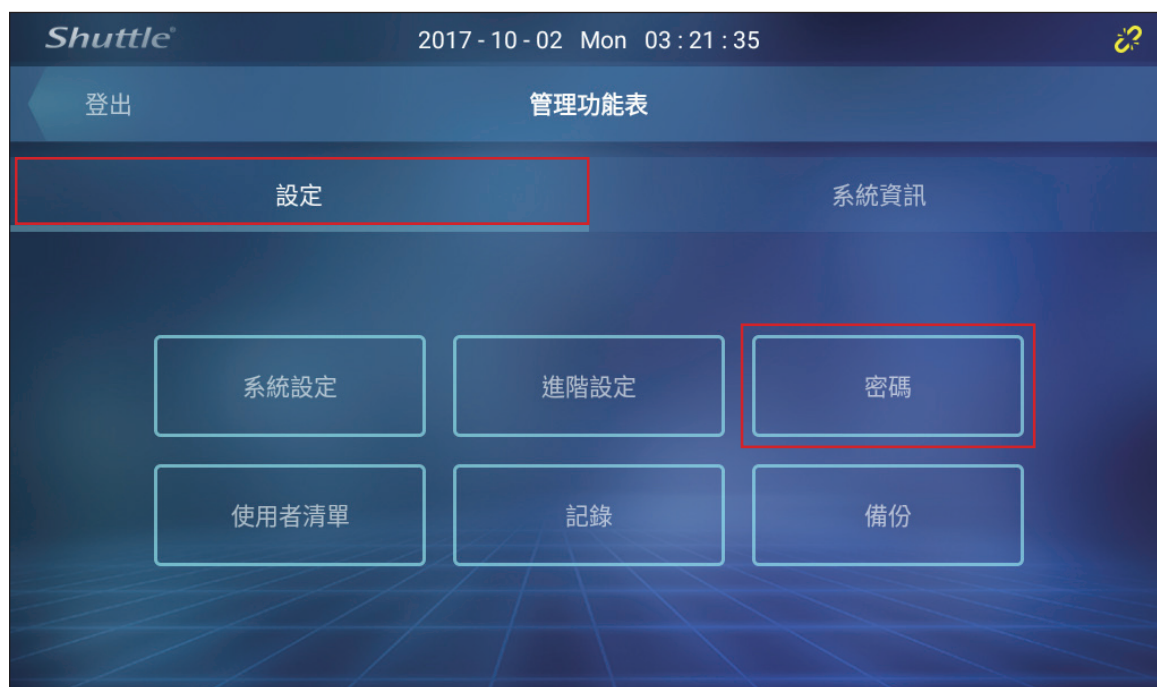 Shuttle® 2017-10-02 Mon 03:21:35
登出 管理功能表
設定 系統資訊
系統設定 進階設定 密碼
使用者清單 記錄 備份